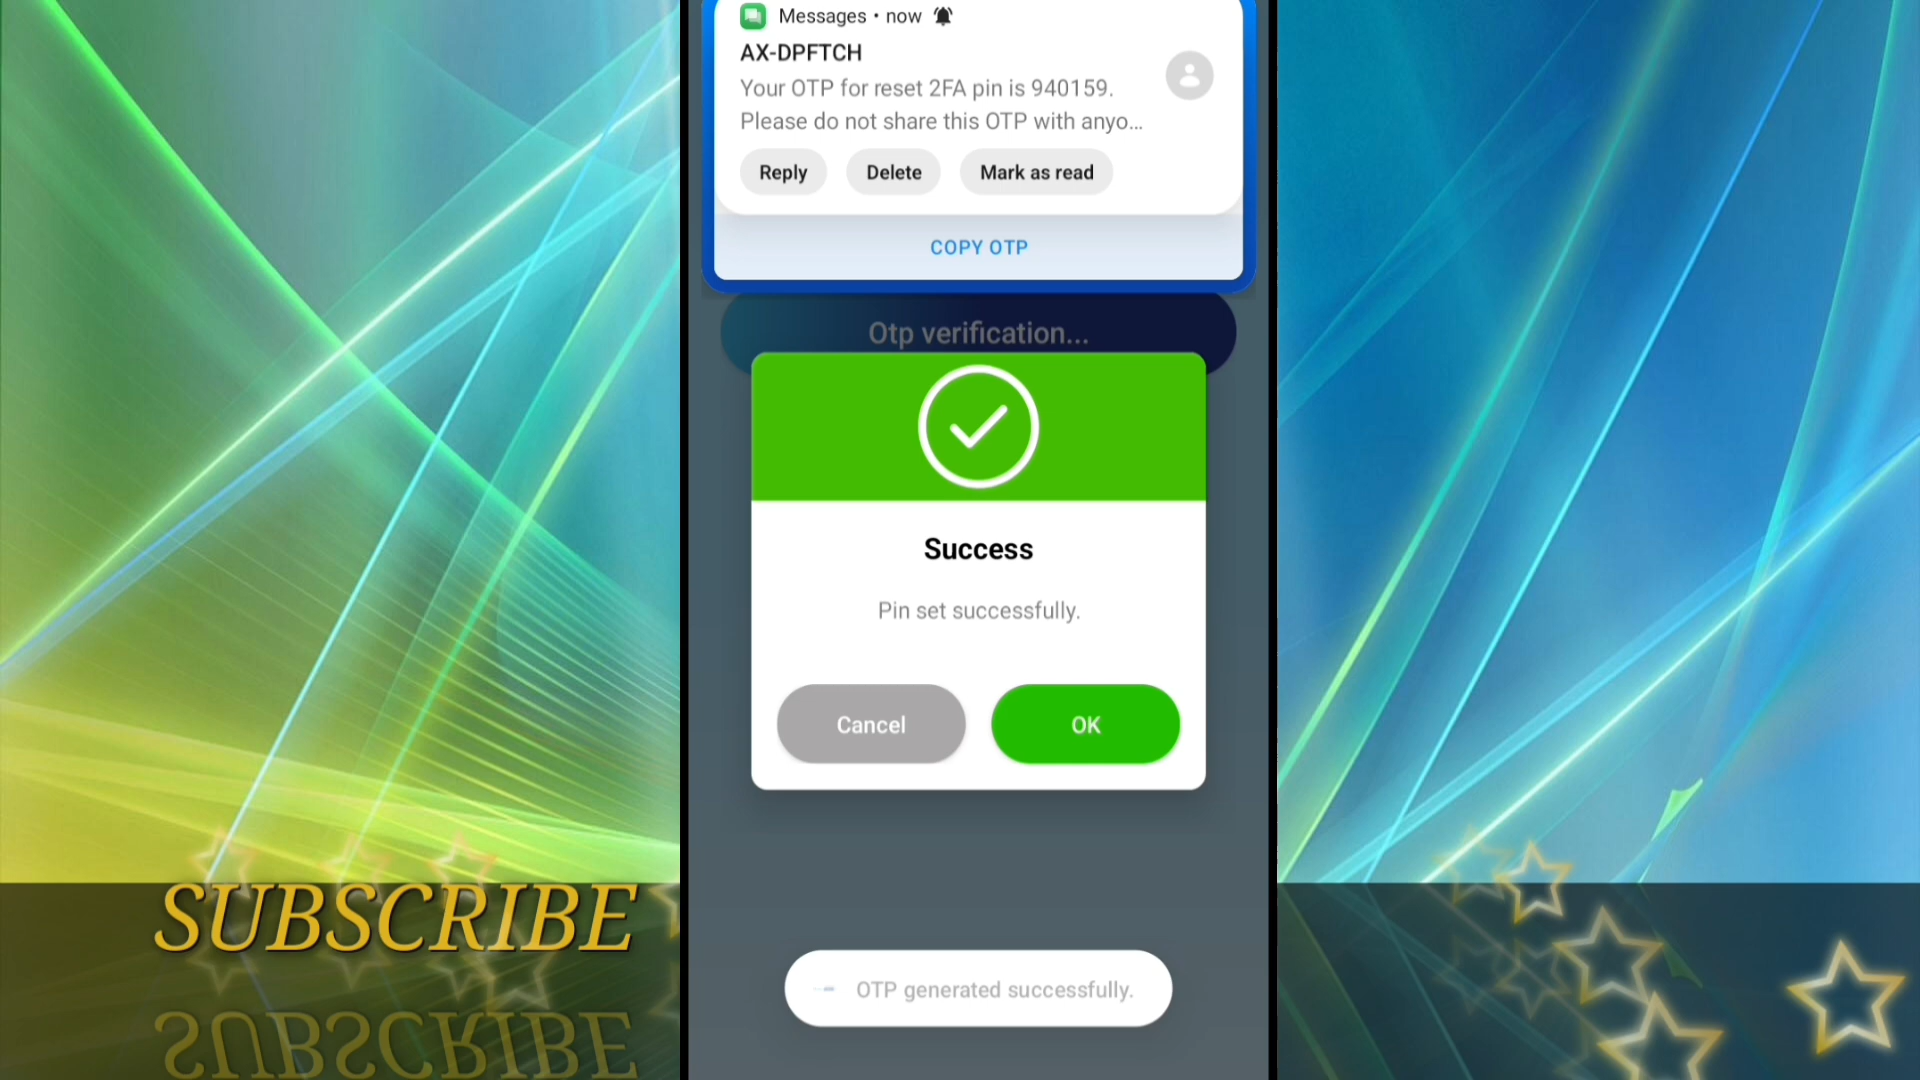 Messages • now
AX-DPFTCH
Your OTP for reset 2FA pin is 940159.
Please do not share this OTP with anyo...
Reply Delete Mark as read
COPY OTP
Otp verification...
Success
Pin set successfully.
Cancel OK
SUBSCRIBE
OTP generated successfully.
SUBSCRIBE